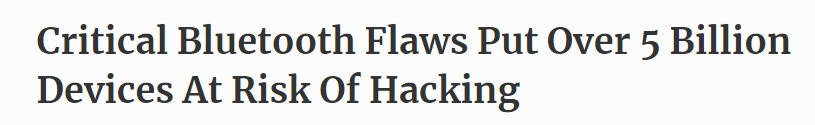 Critical Bluetooth Flaws Put Over 5 Billion
Devices At Risk Of Hacking